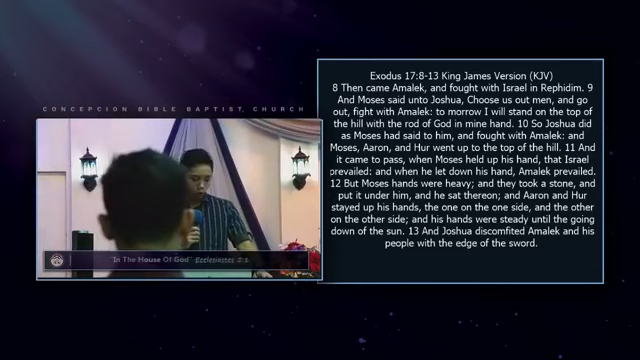 CONCEPCION BIBLE BAPTIST CHURCH
"In The House Of God" Ecclesiastes 5:1
Exodus 17:8-13 King James Version (KJV)
8 Then came Amalek, and fought with Israel in Rephidim. 9
And Moses said unto Joshua, Choose us out men, and go
out, fight with Amalek: to morrow I will stand on the top of
the hill with the rod of God in mine hand. 10 So Joshua did
as Moses had said to him, and fought with Amalek: and
Moses, Aaron, and Hur went up to the top of the hill. 11 And
it came to pass, when Moses held up his hand, that Israel
prevailed: and when he let down his hand, Amalek prevailed.
12 But Moses hands were heavy; and they took a stone, and
put it under him, and he sat thereon; and Aaron and Hur
stayed up his hands, the one on the one side, and the other
on the other side; and his hands were steady until the going
down of the sun. 13 And Joshua discomfited Amalek and his
people with the edge of the sword.